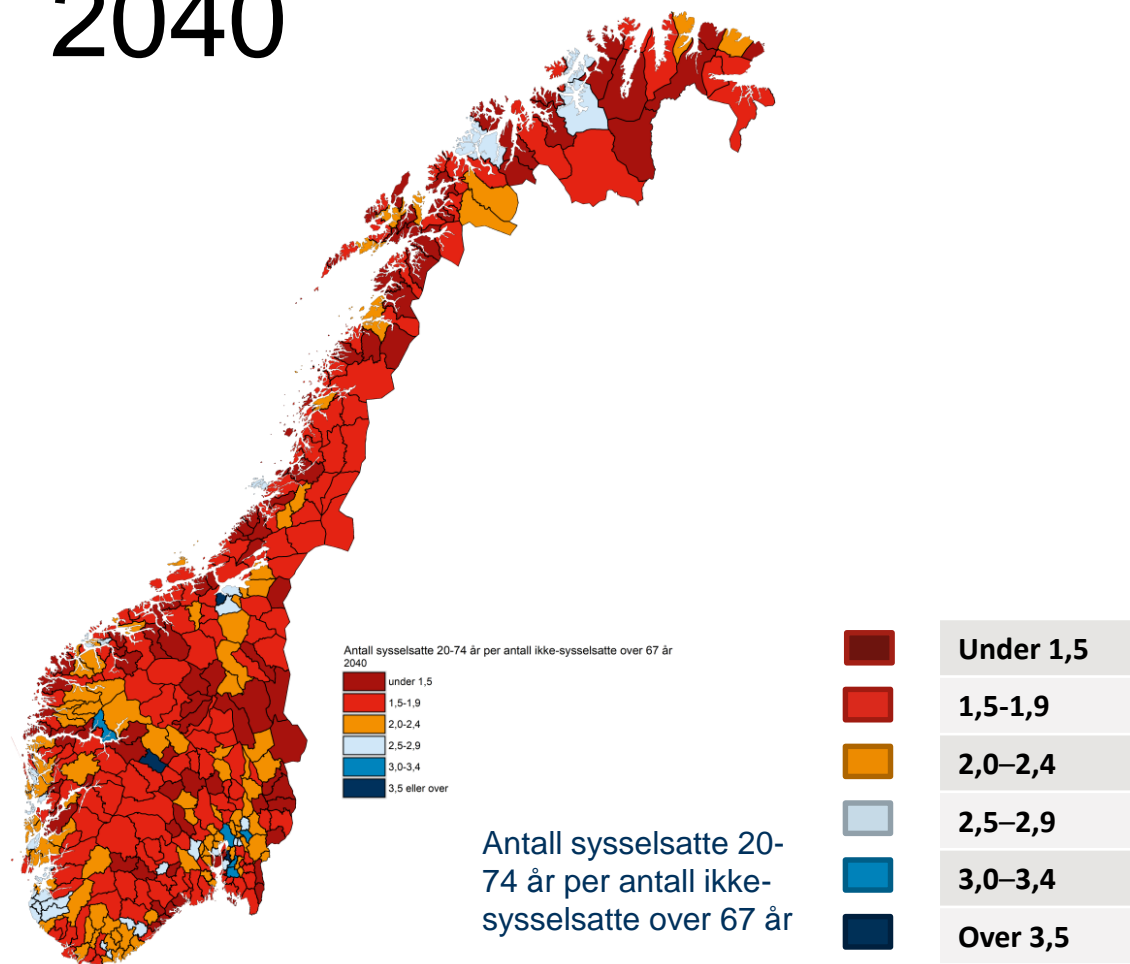 2040
Antall sysselsatte 20-74 år per antall ikke-sysselsatte over 67 år
2040
under 1,5
1,5-1,9
2,0-2,4
2,5-2,9
3,0-3,4
3,5 eller over
Antall sysselsatte 20-
74 år per antall ikke-
sysselsatte over 67 år
Under 1,5
1,5-1,9
2,0–2,4
2,5–2,9
3,0–3,4
Over 3,5